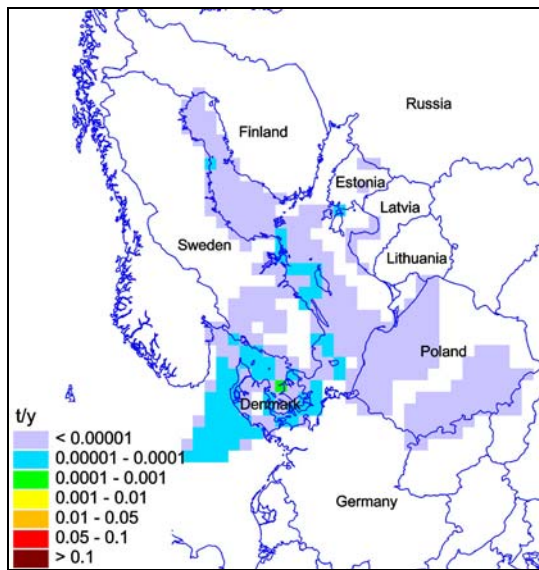 Russia
Finland
Estonia
Latvia
Sweden
Lithuania
Poland
Denmark
t/y
< 0.00001
0.00001 - 0.0001
0.0001 - 0.001
0.001 - 0.01
0.01 - 0.05
0.05 - 0.1
> 0.1
Germany